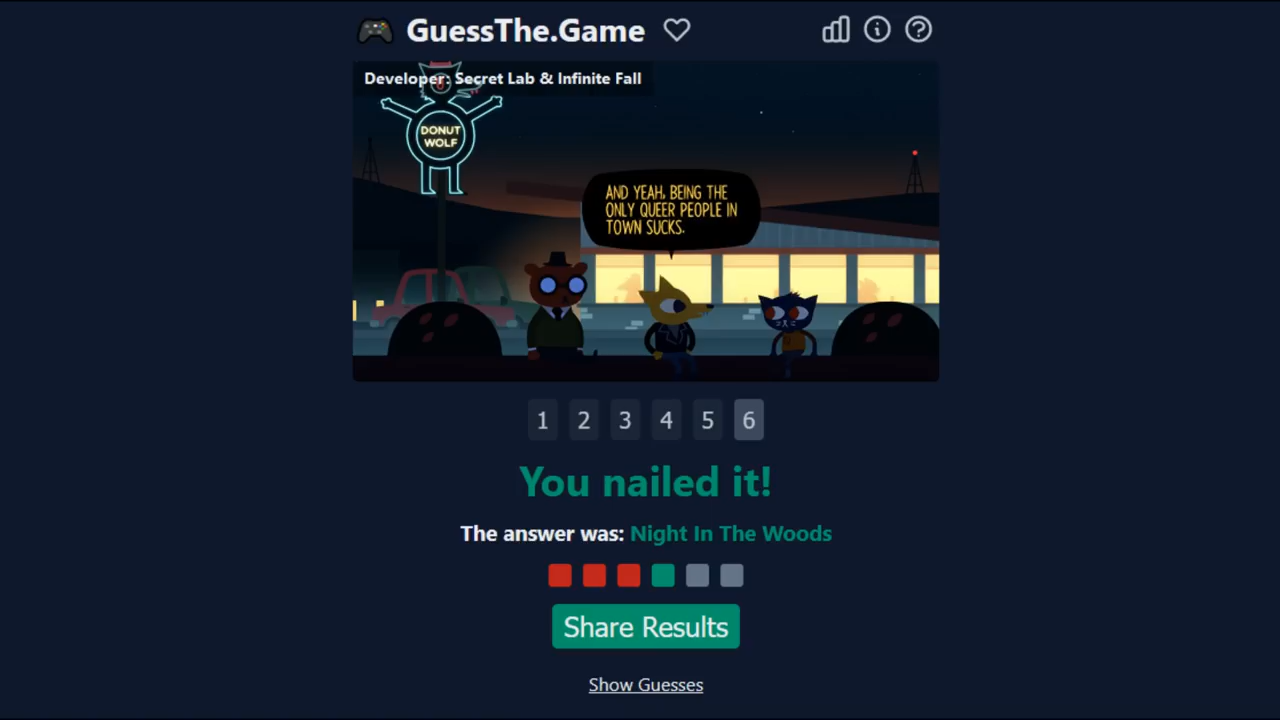 GuessThe.Game
Developer: Secret Lab & Infinite Fall
DONUT
WOLF
AND YEAH, BEING THE
ONLY QUEER PEOPLE IN
TOWN SUCKS.
1 2 3 4 5 6
You nailed it!
The answer was: Night In The Woods
Share Results
Show Guesses